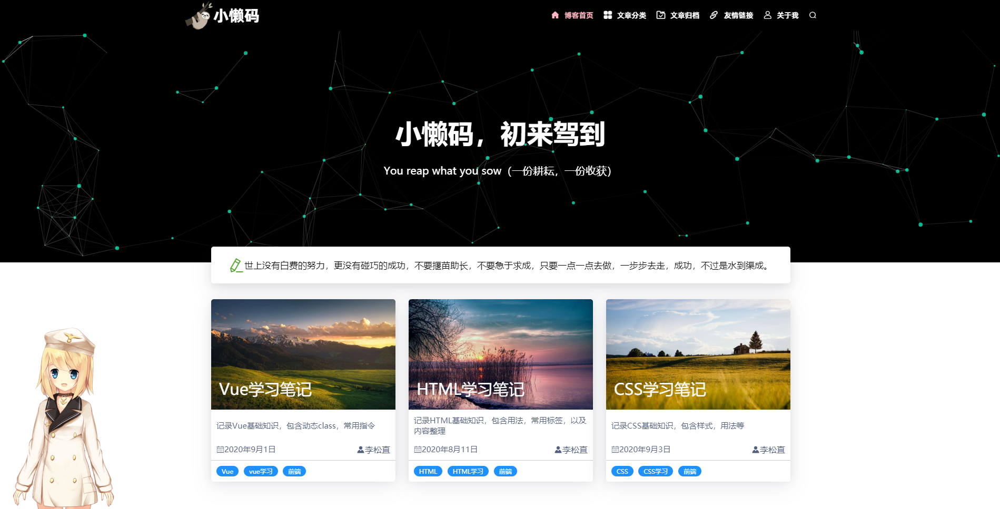 小懒码
博客首页
文章分类
文章归档
友情链接
关于我
小懒码，初来驾到
You reap what you sow（一份耕耘，一份收获）
世上没有白费的努力，更没有碰巧的成功，不要揠苗助长，不要急于求成，只要一点一点去做，一步步去走，成功，不过是水到渠成。
Vue学习笔记
记录Vue基础知识，包含动态class，常用指令
2020年9月1日
李松直
Vue
vue学习
前端
HTML学习笔记
记录HTML基础知识，包含用法，常用标签，以及
内容整理
2020年8月11日
李松直
HTML
HTML学习
前端
CSS学习笔记
记录CSS基础知识，包含样式，用法等
2020年9月3日
李松直
CSS
CSS学习
前端